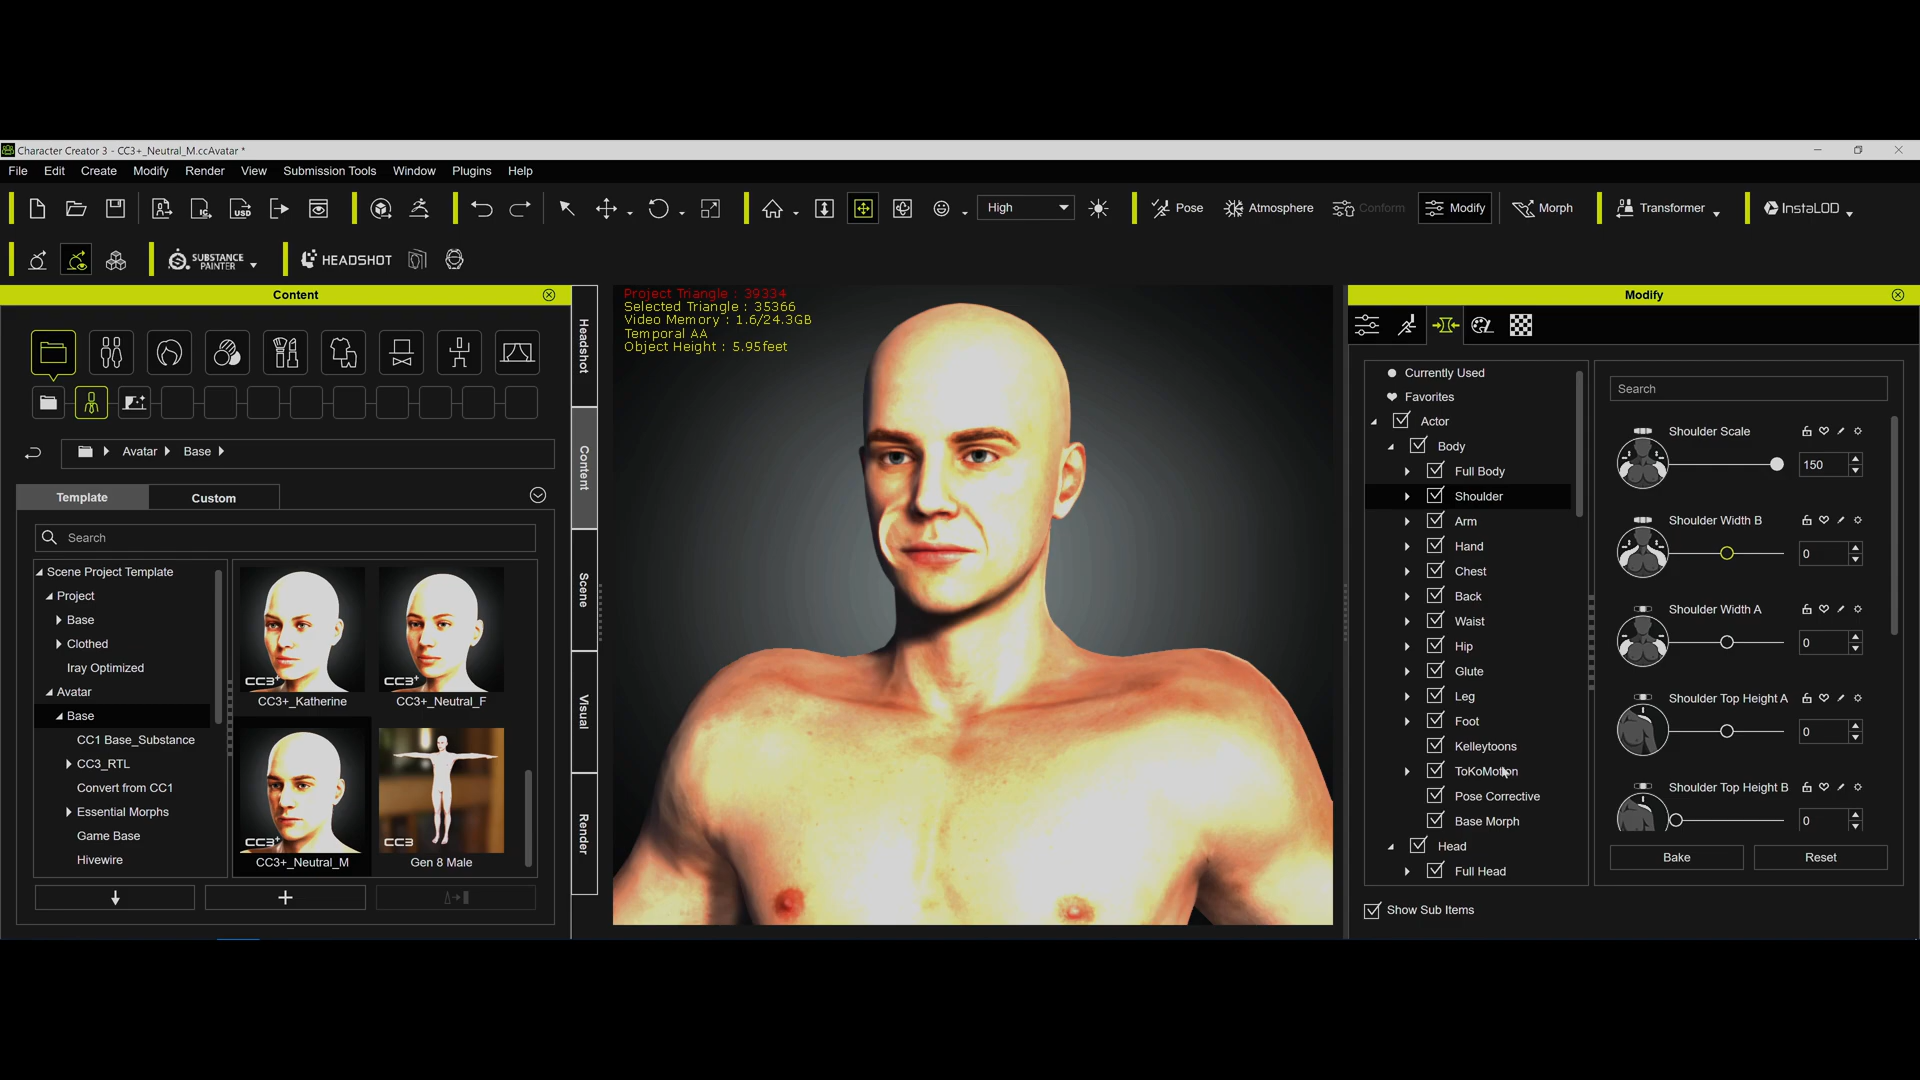 Character Creator 3 - CC3+_Neutral_M.ccAvatar *
File Edit Create Modify Render View Submission Tools Window Plugins Help
IC USD High Pose Atmosphere Conform Modify Morph Transformer InstaLOD
SUBSTANCE PAINTER HEADSHOT
Content
Avatar Base
Template Custom
Search
Scene Project Template
Project
Base
Clothed
Iray Optimized
Avatar
Base
CC1 Base_Substance
CC3_RTL
Convert from CC1
Essential Morphs
Game Base
Hivewire
CC3+ CC3+
CC3+_Katherine CC3+_Neutral_F
CC3+ CC3
CC3+_Neutral_M Gen 8 Male
Headshot
Content
Scene
Visual
Render
Project Triangle : 39334
Selected Triangle : 35366
Video Memory : 1.6/24.3GB
Temporal AA
Object Height : 5.95feet
Modify
Currently Used
Favorites
Actor
Body
Full Body
Shoulder
Arm
Hand
Chest
Back
Waist
Hip
Glute
Leg
Foot
Kelleytoons
ToKoMotion
Pose Corrective
Base Morph
Head
Full Head
Show Sub Items
Search
Shoulder Scale
150
Shoulder Width B
0
Shoulder Width A
0
Shoulder Top Height A
0
Shoulder Top Height B
0
Bake Reset